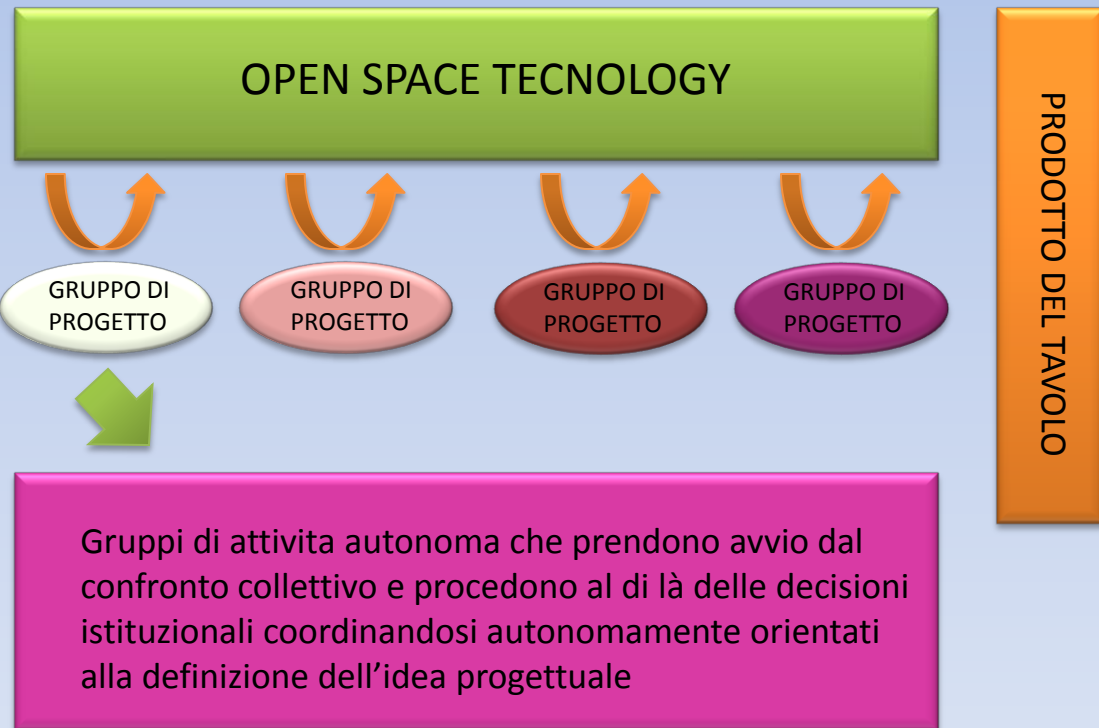 OPEN SPACE TECNOLOGY
GRUPPO DI
PROGETTO
GRUPPO DI
PROGETTO
GRUPPO DI
PROGETTO
GRUPPO DI
PROGETTO
Gruppi di attivita autonoma che prendono avvio dal
confronto collettivo e procedono al di là delle decisioni
istituzionali coordinandosi autonomamente orientati
alla definizione dell’idea progettuale
PRODOTTO DEL TAVOLO